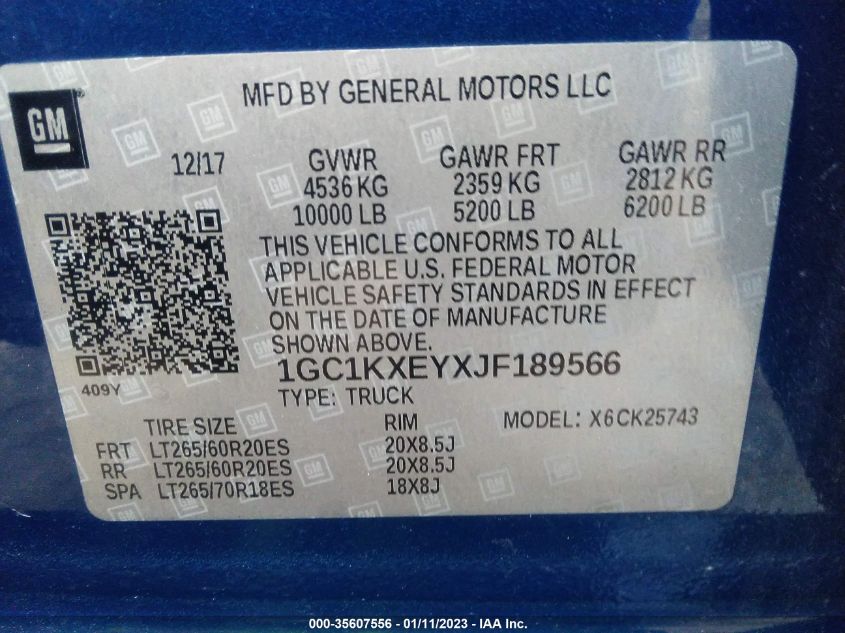 GM
MFD BY GENERAL MOTORS LLC
12/17 GVWR GAWR FRT GAWR RR
4536 KG 2359 KG 2812 KG
10000 LB 5200 LB 6200 LB
THIS VEHICLE CONFORMS TO ALL
APPLICABLE U.S. FEDERAL MOTOR
VEHICLE SAFETY STANDARDS IN EFFECT
ON THE DATE OF MANUFACTURE
SHOWN ABOVE.
1GC1KXEYXJF189566
409Y
TYPE: TRUCK
TIRE SIZE RIM MODEL: X6CK25743
FRT LT265/60R20ES 20X8.5J
RR LT265/60R20ES 20X8.5J
SPA LT265/70R18ES 18X8J
000-35607556 - 01/11/2023 - IAA Inc.